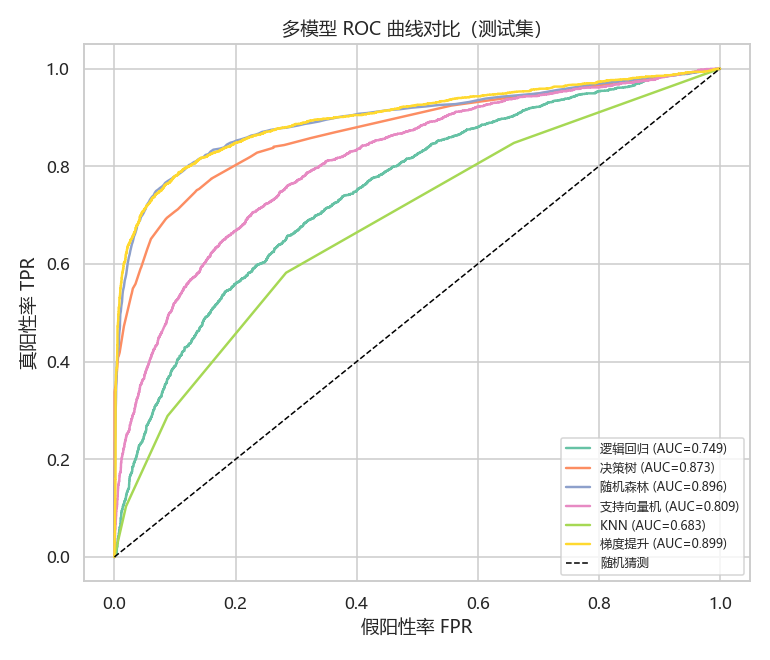 多模型 ROC 曲线对比（测试集）
真阳性率 TPR
1.0
0.8
0.6
0.4
0.2
0.0
逻辑回归 (AUC=0.749)
决策树 (AUC=0.873)
随机森林 (AUC=0.896)
支持向量机 (AUC=0.809)
KNN (AUC=0.683)
梯度提升 (AUC=0.899)
随机猜测
0.0 0.2 0.4 0.6 0.8 1.0
假阳性率 FPR